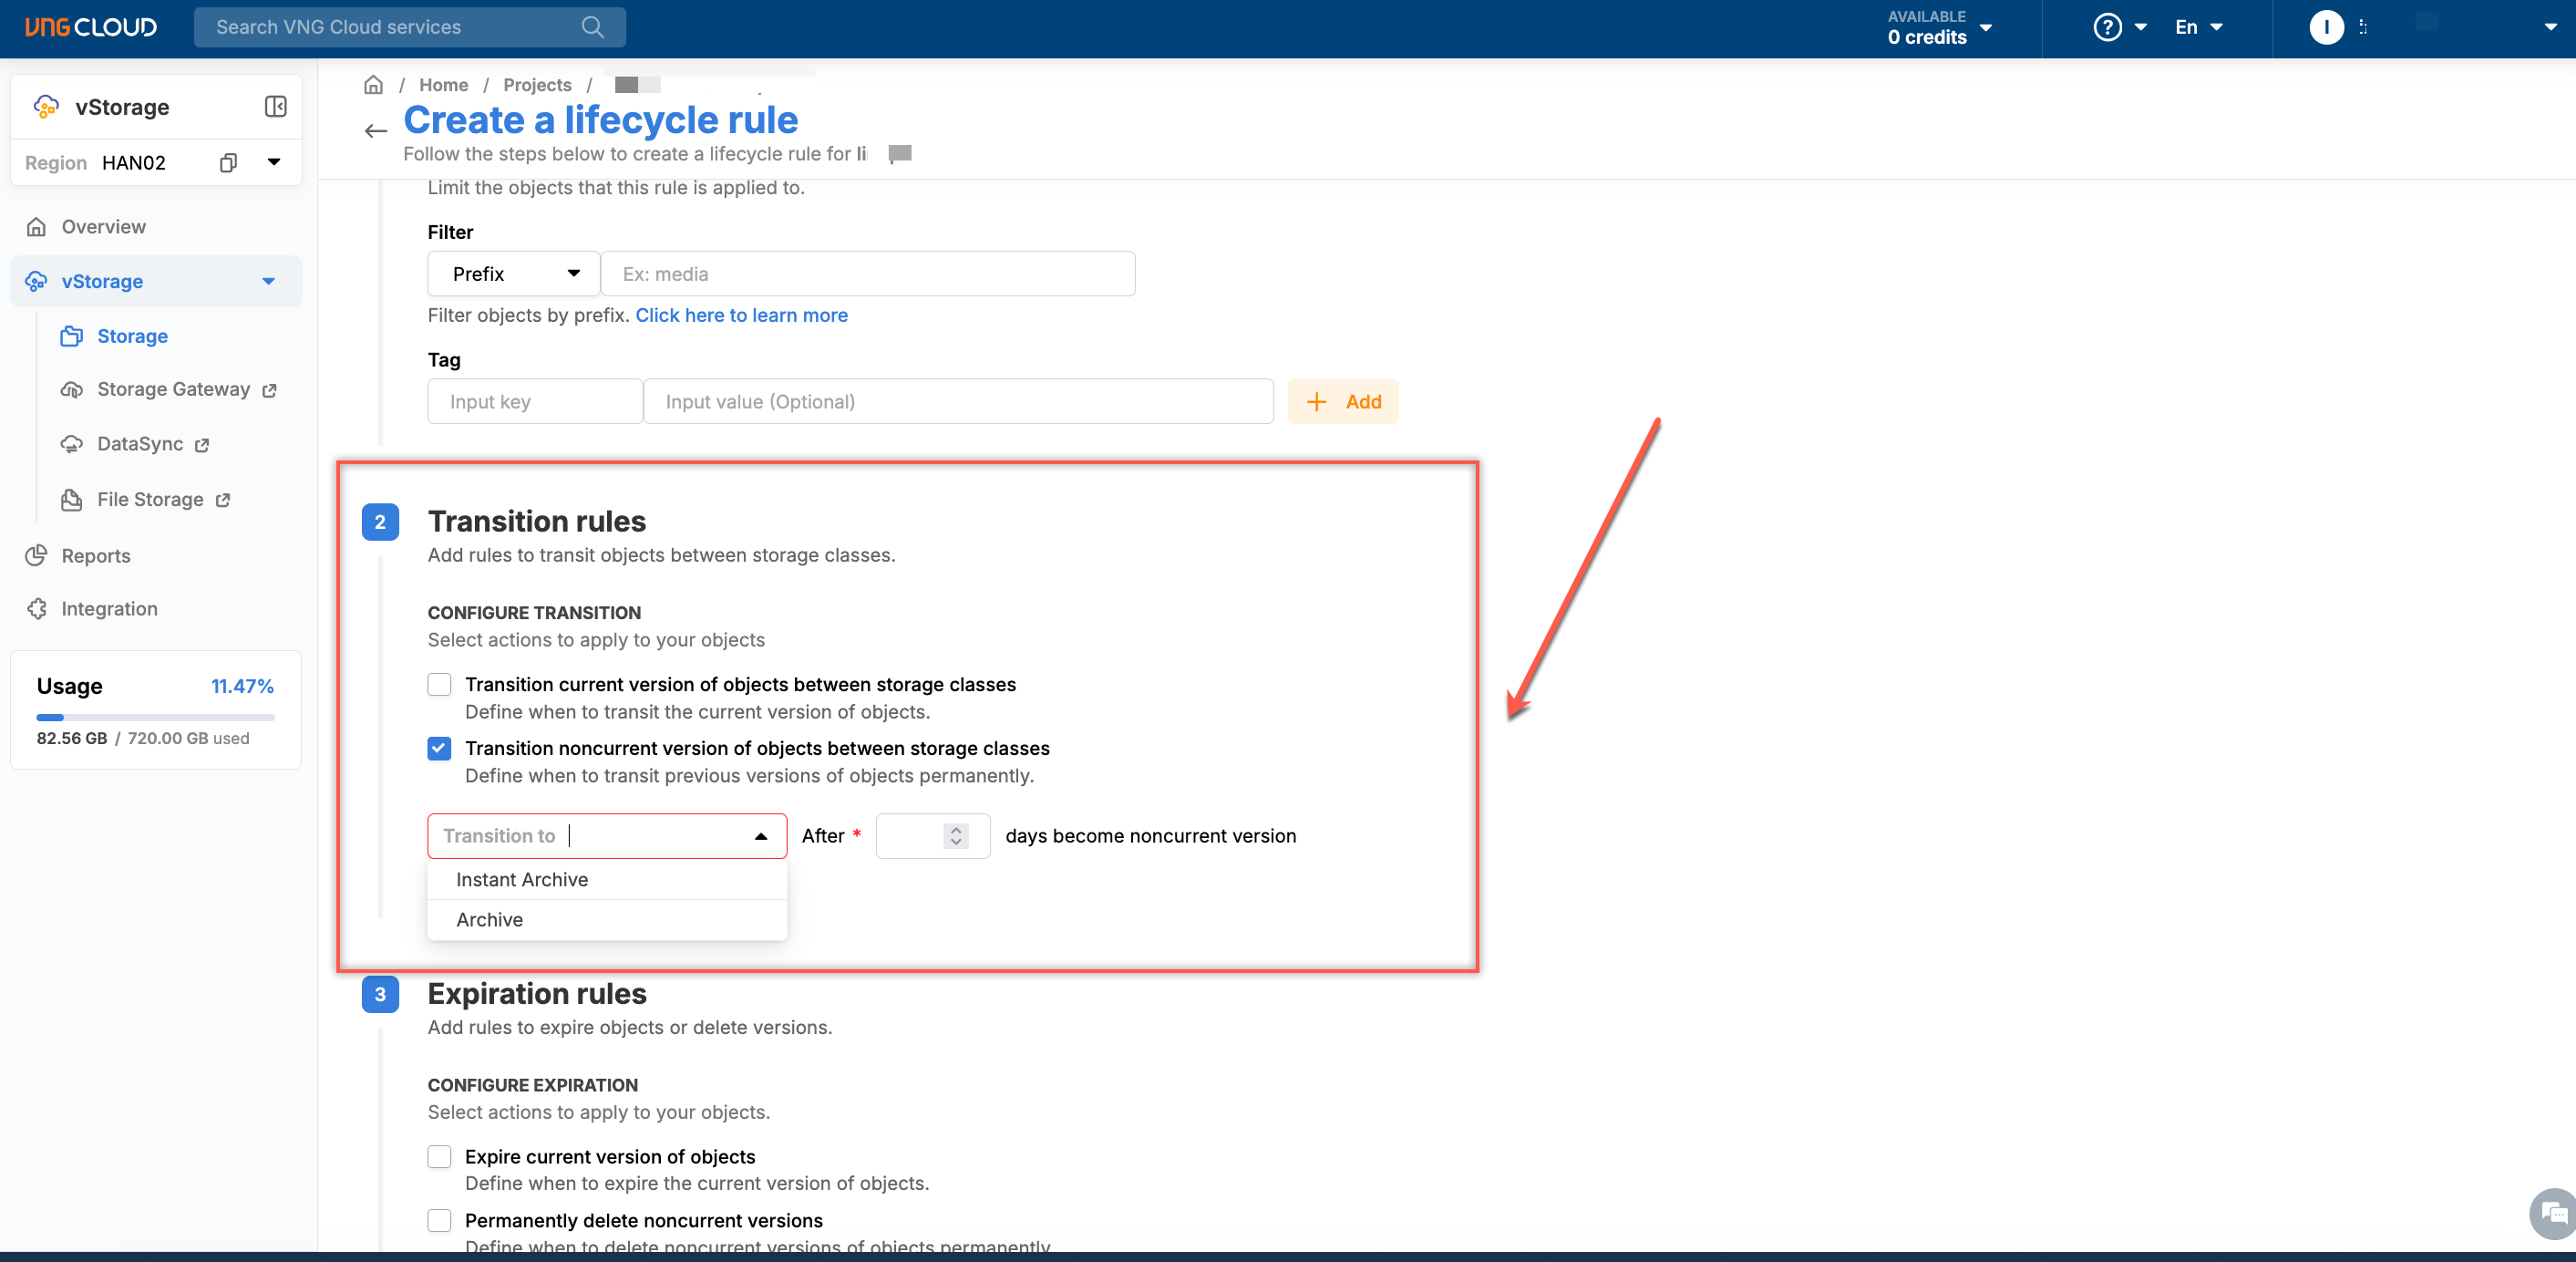 VNG CLOUD
Search VNG Cloud services
AVAILABLE
0 credits
En
I
vStorage
Region HAN02
Overview
vStorage
Storage
Storage Gateway
DataSync
File Storage
Reports
Integration
Usage 11.47%
82.56 GB / 720.00 GB used
/ Home / Projects /
Create a lifecycle rule
Follow the steps below to create a lifecycle rule for li
Limit the objects that this rule is applied to.
Filter
Prefix Ex: media
Filter objects by prefix. Click here to learn more
Tag
Input key Input value (Optional) + Add
2 Transition rules
Add rules to transit objects between storage classes.
CONFIGURE TRANSITION
Select actions to apply to your objects
Transition current version of objects between storage classes
Define when to transit the current version of objects.
Transition noncurrent version of objects between storage classes
Define when to transit previous versions of objects permanently.
Transition to After * days become noncurrent version
Instant Archive
Archive
3 Expiration rules
Add rules to expire objects or delete versions.
CONFIGURE EXPIRATION
Select actions to apply to your objects.
Expire current version of objects
Define when to expire the current version of objects.
Permanently delete noncurrent versions
Define when to delete noncurrent versions of objects permanently